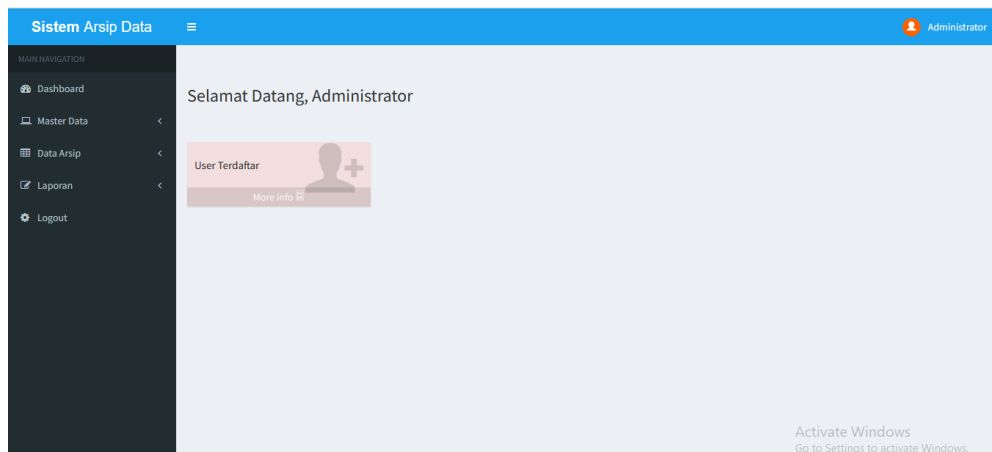 Sistem Arsip Data
Administrator
MAIN NAVIGATION
Dashboard
Master Data
Data Arsip
Laporan
Logout
Selamat Datang, Administrator
User Terdaftar
More info
Activate Windows
Go to Settings to activate Windows.